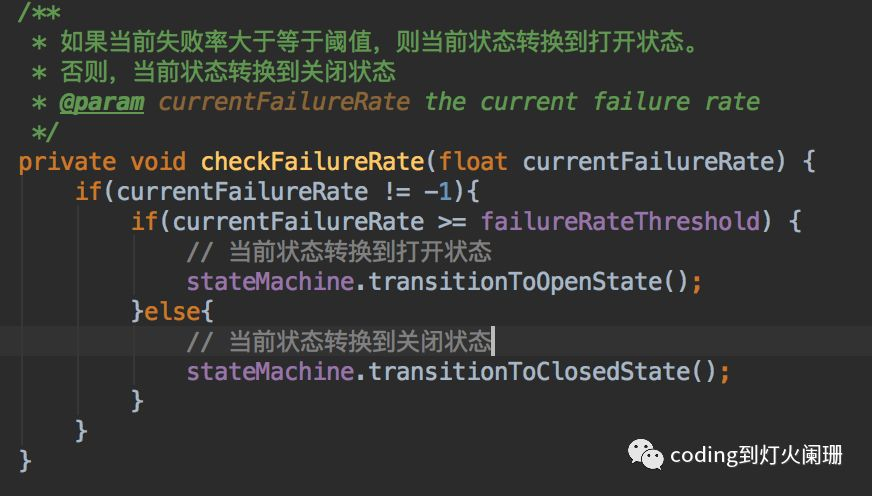 /**
 * 如果当前失败率大于等于阈值，则当前状态转换到打开状态。
 * 否则，当前状态转换到关闭状态
 * @param currentFailureRate the current failure rate
 */
private void checkFailureRate(float currentFailureRate) {
    if(currentFailureRate != -1){
        if(currentFailureRate >= failureRateThreshold) {
            // 当前状态转换到打开状态
            stateMachine.transitionToOpenState();
        }else{
            // 当前状态转换到关闭状态
            stateMachine.transitionToClosedState();
        }
    }
}
coding到灯火阑珊